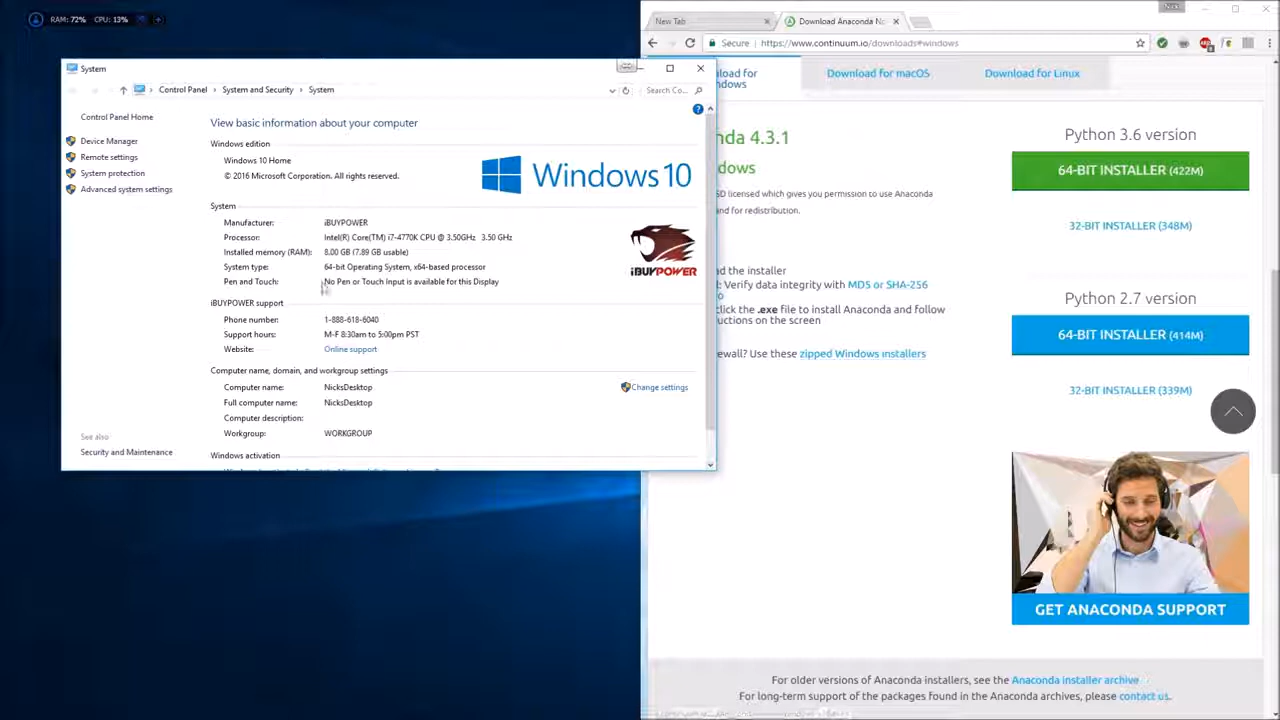 RAM: 72% CPU: 13%
System
Control Panel > System and Security > System
Search Co...
Control Panel Home
Device Manager
Remote settings
System protection
Advanced system settings
See also
Security and Maintenance
View basic information about your computer
Windows edition
Windows 10 Home
© 2016 Microsoft Corporation. All rights reserved.
Windows 10
System
Manufacturer: iBUYPOWER
Processor: Intel(R) Core(TM) i7-4770K CPU @ 3.50GHz 3.50 GHz
Installed memory (RAM): 8.00 GB (7.89 GB usable)
System type: 64-bit Operating System, x64-based processor
Pen and Touch: No Pen or Touch Input is available for this Display
iBUYPOWER
iBUYPOWER support
Phone number: 1-888-618-6040
Support hours: M-F 8:30am to 5:00pm PST
Website: Online support
Computer name, domain, and workgroup settings
Computer name: NicksDesktop
Change settings
Full computer name: NicksDesktop
Computer description:
Workgroup: WORKGROUP
Windows activation
Nick
New Tab
Download Anaconda No
Secure https://www.continuum.io/downloads#windows
load for
ndows
Download for macOS
Download for Linux
nda 4.3.1
dows
SD licensed which gives you permission to use Anaconda
and for redistribution.
ad the installer
l: Verify data integrity with MD5 or SHA-256
o
click the .exe file to install Anaconda and follow
uctions on the screen
ewall? Use these zipped Windows installers
Python 3.6 version
64-BIT INSTALLER (422M)
32-BIT INSTALLER (348M)
Python 2.7 version
64-BIT INSTALLER (414M)
32-BIT INSTALLER (339M)
GET ANACONDA SUPPORT
For older versions of Anaconda installers, see the Anaconda installer archive
For long-term support of the packages found in the Anaconda archives, please contact us.